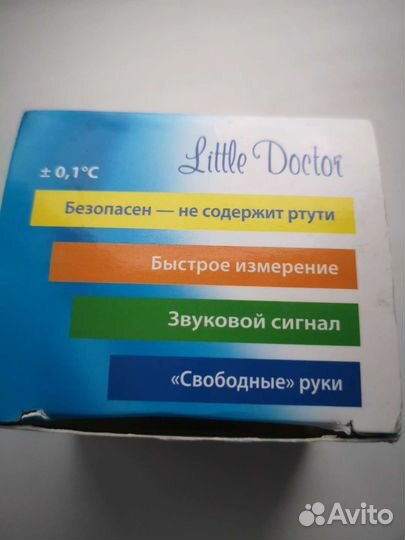 Little Doctor
± 0,1°C
Безопасен — не содержит ртути
Быстрое измерение
Звуковой сигнал
«Свободные» руки
Avito